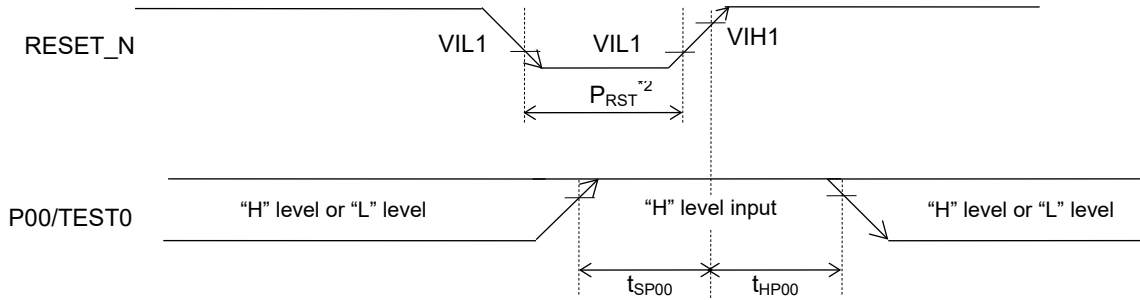 RESET_N
VIL1
VIL1
VIH1
PRST*2
P00/TEST0
“H” level or “L” level
“H” level input
“H” level or “L” level
tSP00
tHP00